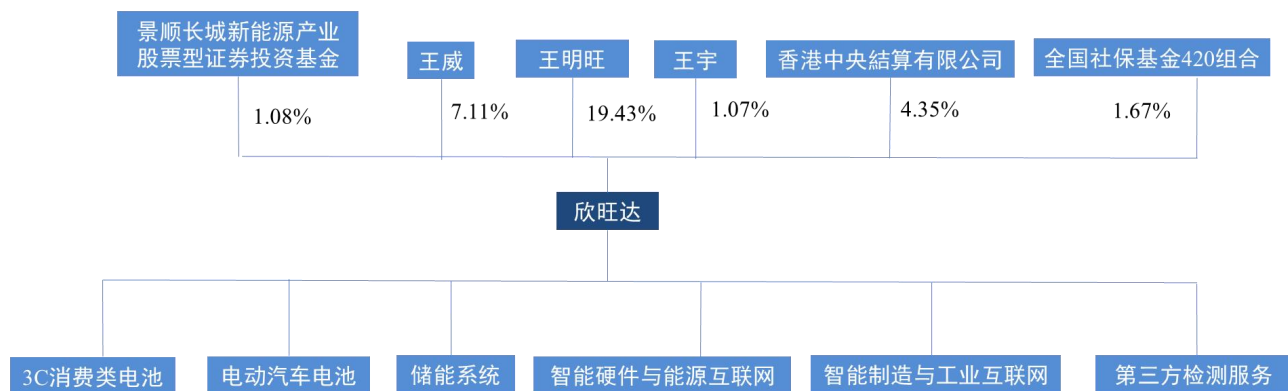 景顺长城新能源产业
股票型证券投资基金
王威
王明旺
王宇
香港中央結算有限公司
全国社保基金420组合
1.08%
7.11%
19.43%
1.07%
4.35%
1.67%
欣旺达
3C消费类电池
电动汽车电池
储能系统
智能硬件与能源互联网
智能制造与工业互联网
第三方检测服务